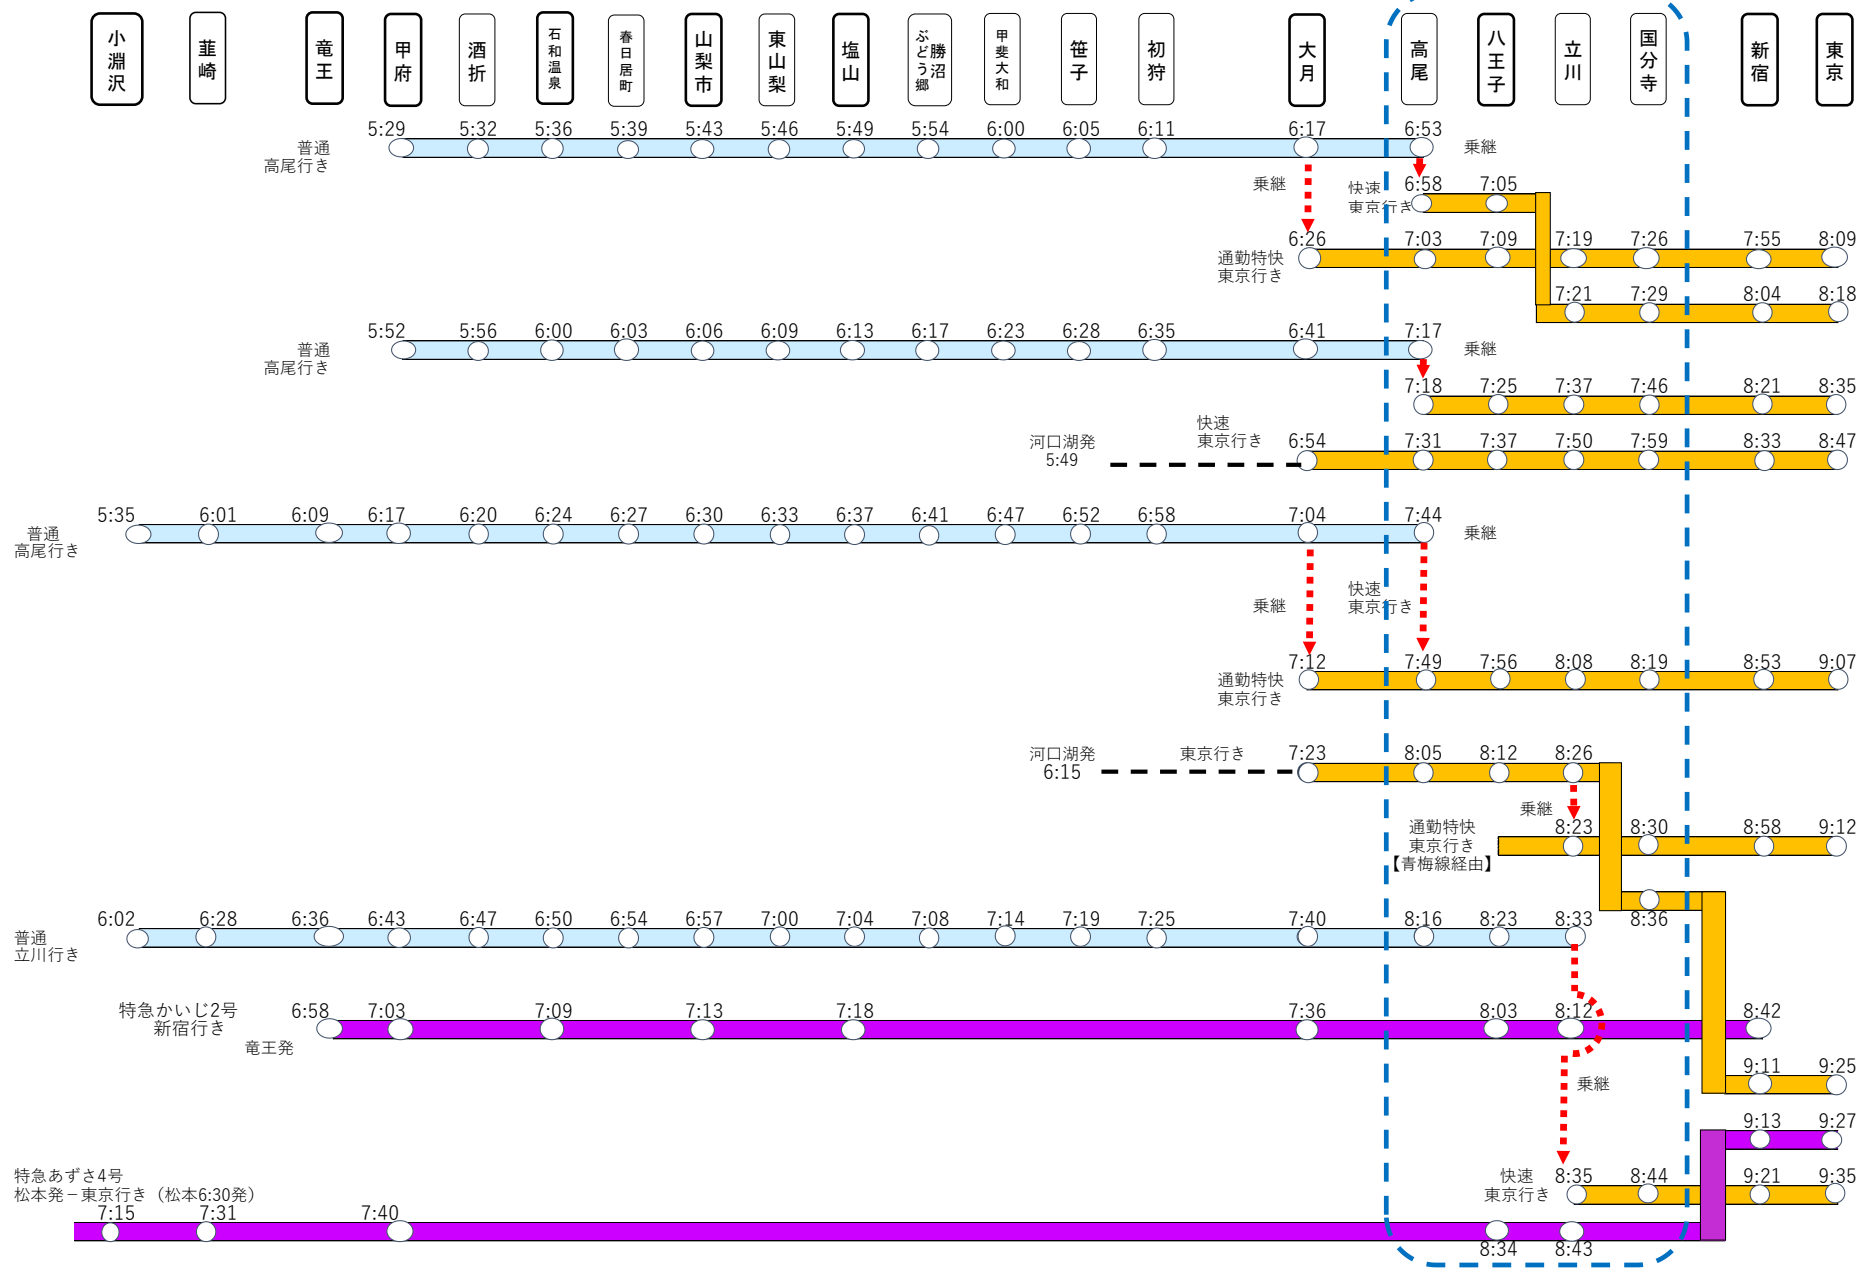 小淵沢
韮崎
竜王
甲府
酒折
石和温泉
春日居町
山梨市
東山梨
塩山
勝沼
ぶどう郷
甲斐大和
笹子
初狩
大月
高尾
八王子
立川
国分寺
新宿
東京
5:29 5:32 5:36 5:39 5:43 5:46 5:49 5:54 6:00 6:05 6:11 6:17 6:53
普通
高尾行き
乗継
乗継
快速
東京行き
6:58 7:05
6:26 7:03 7:09 7:19 7:26 7:55 8:09
通勤特快
東京行き
7:21 7:29 8:04 8:18
5:52 5:56 6:00 6:03 6:06 6:09 6:13 6:17 6:23 6:28 6:35 6:41 7:17
普通
高尾行き
乗継
7:18 7:25 7:37 7:46 8:21 8:35
快速
東京行き
河口湖発
5:49
6:54 7:31 7:37 7:50 7:59 8:33 8:47
5:35 6:01 6:09 6:17 6:20 6:24 6:27 6:30 6:33 6:37 6:41 6:47 6:52 6:58 7:04 7:44
普通
高尾行き
乗継
乗継
快速
東京行き
7:12 7:49 7:56 8:08 8:19 8:53 9:07
通勤特快
東京行き
河口湖発
6:15
東京行き
7:23 8:05 8:12 8:26
乗継
通勤特快
東京行き
【青梅線経由】
8:23 8:30 8:58 9:12
8:36
6:02 6:28 6:36 6:43 6:47 6:50 6:54 6:57 7:00 7:04 7:08 7:14 7:19 7:25 7:40 8:16 8:23 8:33
普通
立川行き
特急かいじ2号
新宿行き
竜王発
6:58 7:03 7:09 7:13 7:18 7:36 8:03 8:12 8:42
9:11 9:25
乗継
9:13 9:27
快速
東京行き
8:35 8:44 9:21 9:35
特急あずさ4号
松本発－東京行き（松本6:30発）
7:15 7:31 7:40
8:34 8:43